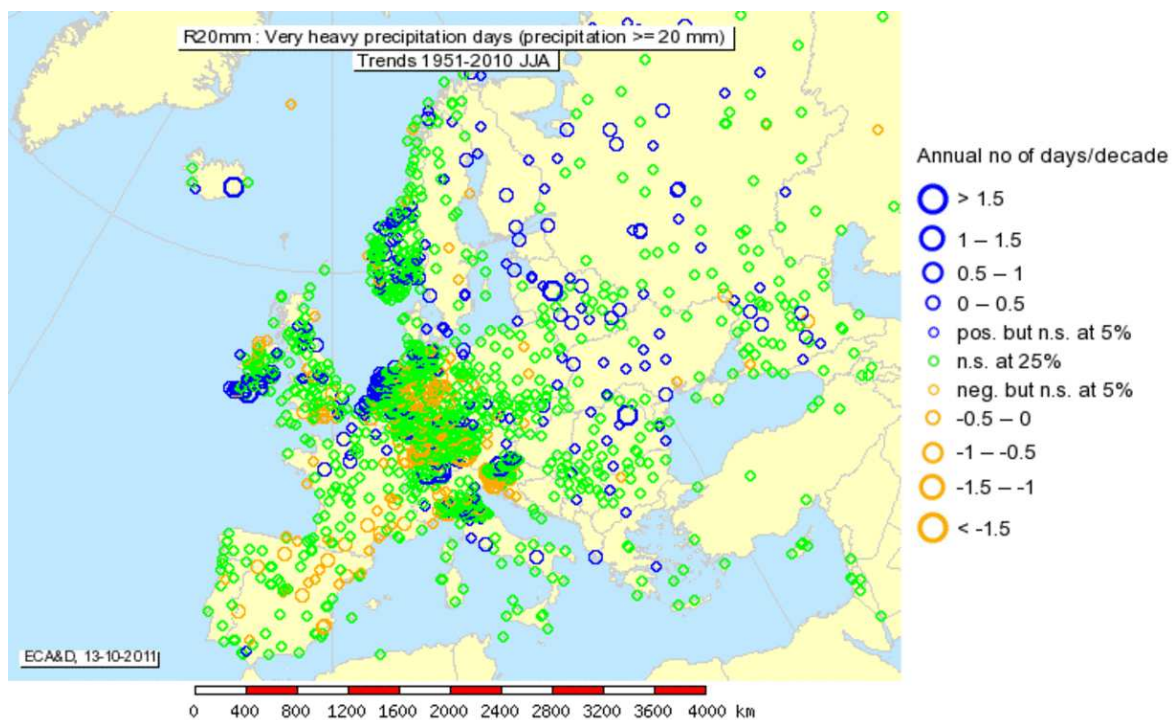 R20mm : Very heavy precipitation days (precipitation >= 20 mm)
Trends 1951-2010 JJA
Annual no of days/decade
> 1.5
1 – 1.5
0.5 – 1
0 – 0.5
pos. but n.s. at 5%
n.s. at 25%
neg. but n.s. at 5%
-0.5 – 0
-1 – -0.5
-1.5 – -1
< -1.5
ECA&D, 13-10-2011
0 400 800 1200 1600 2000 2400 2800 3200 3600 4000 km